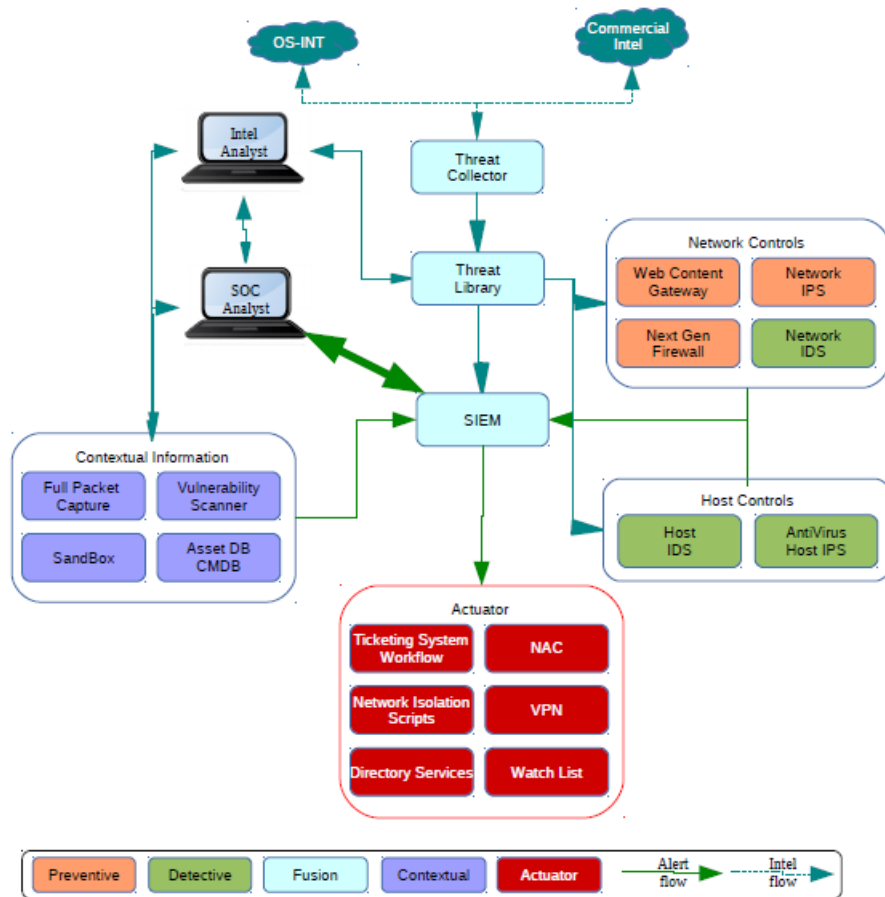 OS-INT
Commercial
Intel
Intel
Analyst
Threat
Collector
SOC
Analyst
Threat
Library
Network Controls
Web Content
Gateway
Network
IPS
Next Gen
Firewall
Network
IDS
SIEM
Contextual Information
Full Packet
Capture
Vulnerability
Scanner
SandBox
Asset DB
CMDB
Host Controls
Host
IDS
AntiVirus
Host IPS
Actuator
Ticketing System
Workflow
NAC
Network Isolation
Scripts
VPN
Directory Services
Watch List
Preventive
Detective
Fusion
Contextual
Actuator
Alert
flow
Intel
flow